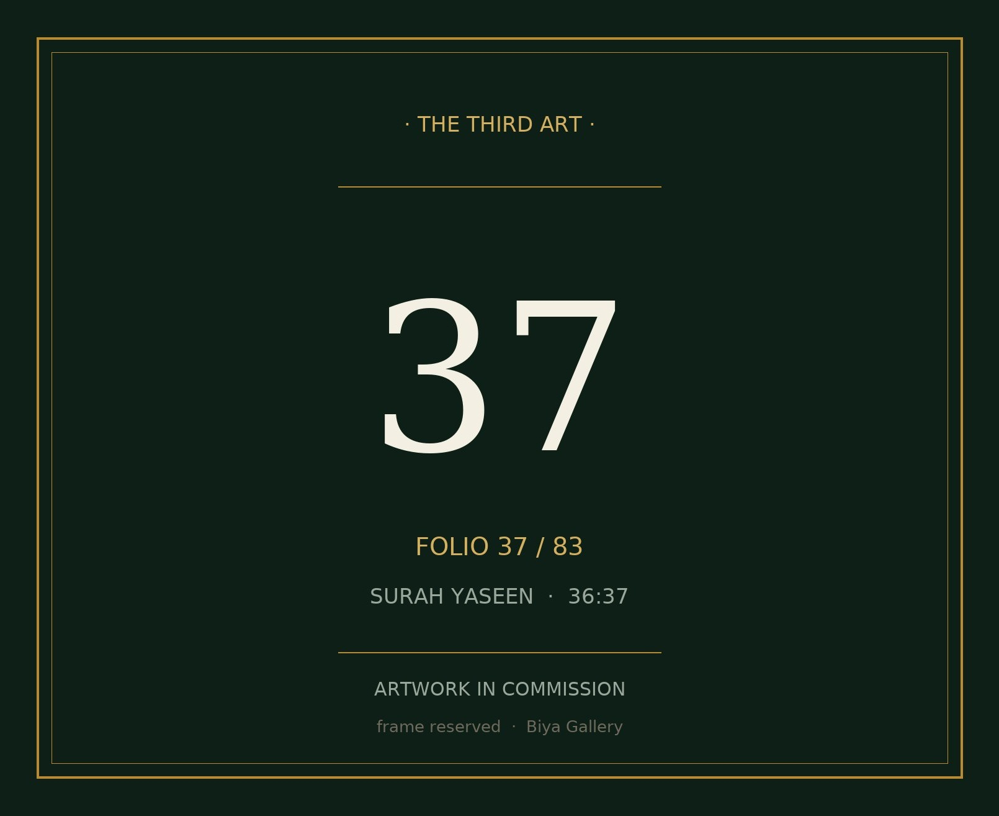 · THE THIRD ART ·
37
FOLIO 37 / 83
SURAH YASEEN · 36:37
ARTWORK IN COMMISSION
frame reserved · Biya Gallery